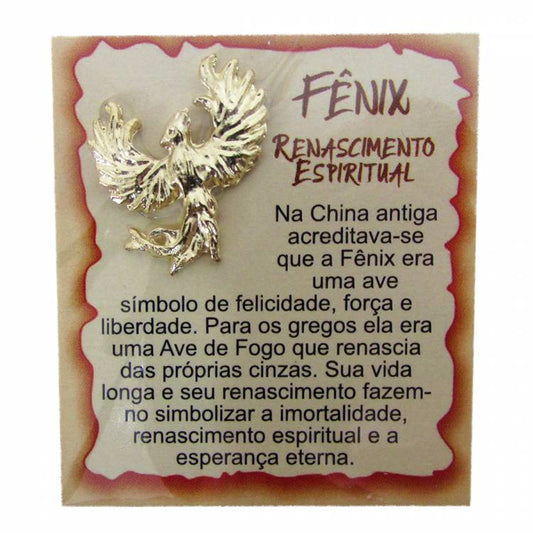 FÊNIX
RENASCIMENTO
ESPIRITUAL
Na China antiga
acreditava-se
que a Fênix era
uma ave
símbolo de felicidade, força e
liberdade. Para os gregos ela era
uma Ave de Fogo que renascia
das próprias cinzas. Sua vida
longa e seu renascimento fazem-
no simbolizar a imortalidade,
renascimento espiritual e a
esperança eterna.